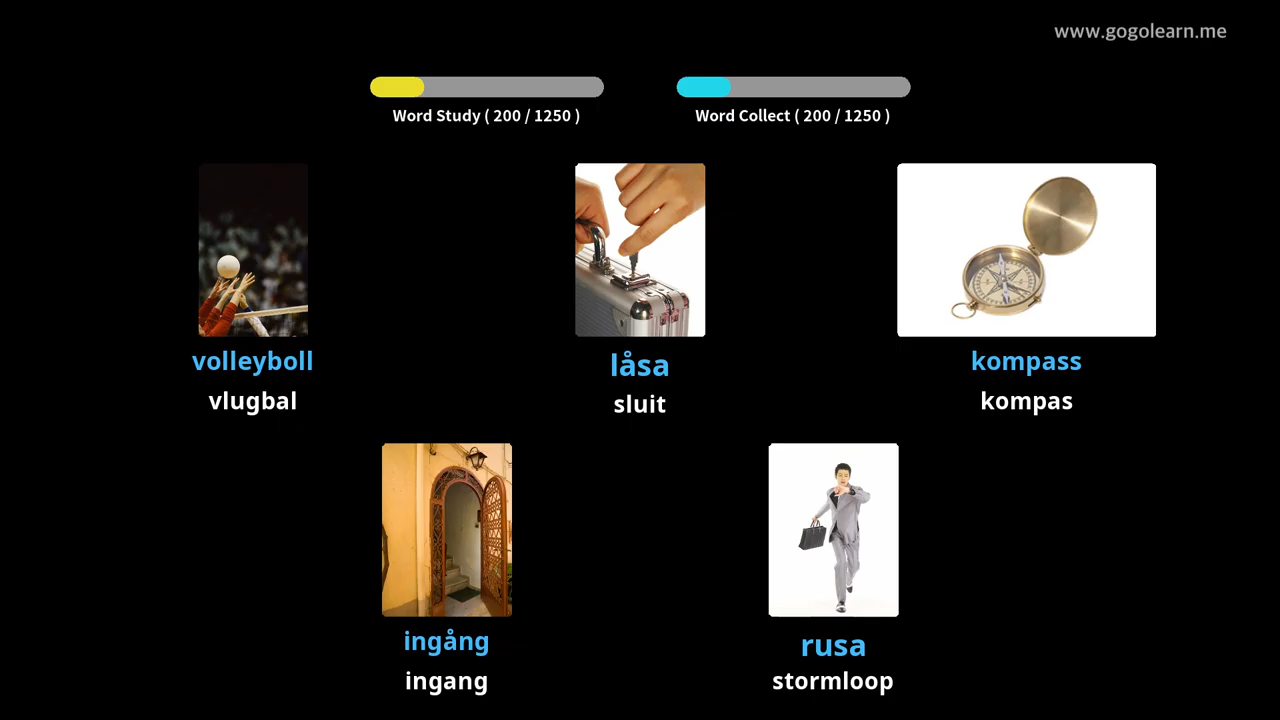 www.gogolearn.me
Word Study ( 200 / 1250 )
Word Collect ( 200 / 1250 )
volleyboll
vlugbal
låsa
sluit
kompass
kompas
ingång
ingang
rusa
stormloop